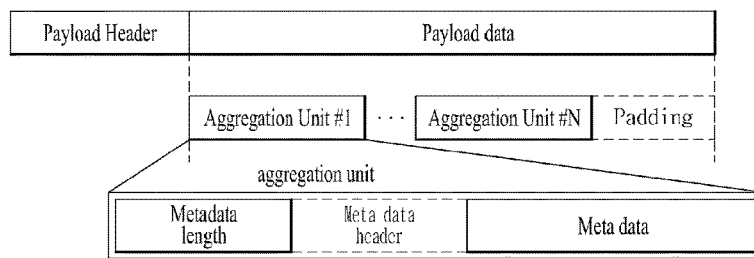 Payload Header Payload data
Aggregation Unit #1 · · · Aggregation Unit #N Padding
aggregation unit
Metadata length Meta data header Meta data